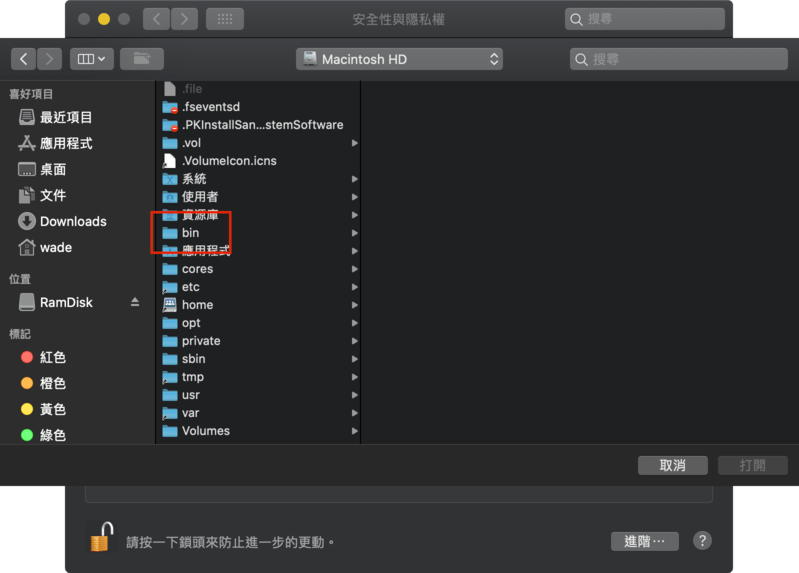 安全性與隱私權
搜尋
Macintosh HD
搜尋
喜好項目
最近項目
應用程式
桌面
文件
Downloads
wade
位置
RamDisk
標記
紅色
橙色
黃色
綠色
.file
.fseventsd
.PKInstallSan...stemSoftware
.vol
.VolumeIcon.icns
系統
使用者
資源庫
bin
應用程式
cores
etc
home
opt
private
sbin
tmp
usr
var
Volumes
取消
打開
請按一下鎖頭來防止進一步的更動。
進階⋯
?